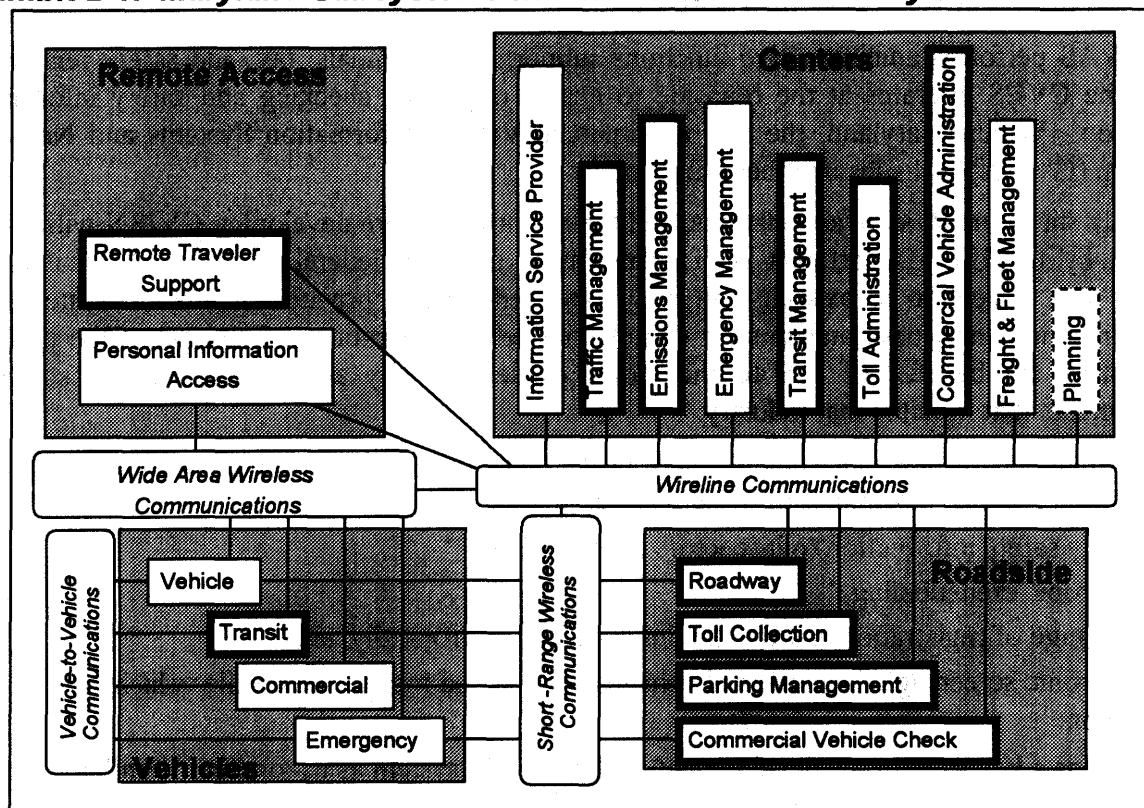 Remote Access
Remote Traveler
Support
Personal Information
Access
Centers
Information Service Provider
Traffic Management
Emissions Management
Emergency Management
Transit Management
Toll Administration
Commercial Vehicle Administration
Freight & Fleet Management
Planning
Wide Area Wireless
Communications
Wireline Communications
Vehicle-to-Vehicle
Communications
Vehicle
Transit
Commercial
Emergency
Vehicles
Short-Range Wireless
Communications
Roadside
Roadway
Toll Collection
Parking Management
Commercial Vehicle Check